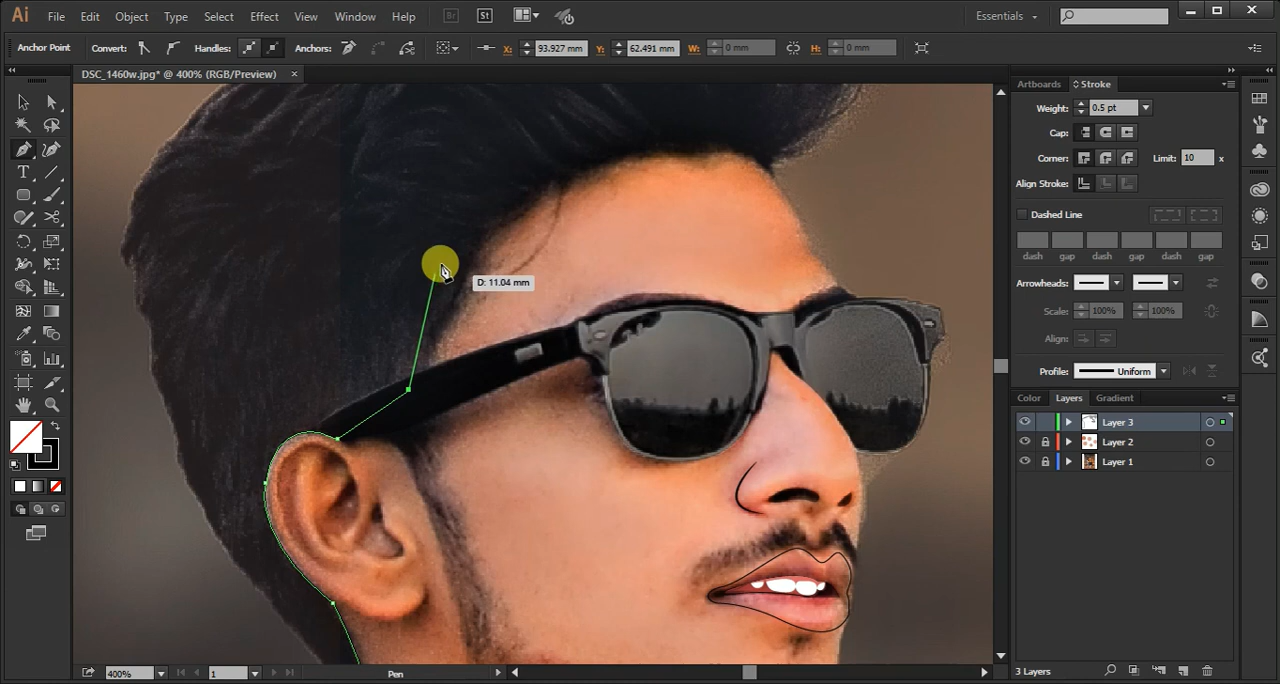 Ai File Edit Object Type Select Effect View Window Help Br St Essentials
Anchor Point Convert: Handles: Anchors: X: 93.927 mm Y: 62.491 mm W: 0 mm H: 0 mm
DSC_1460w.jpg* @ 400% (RGB/Preview) ×
D: 11.04 mm
Artboards Stroke
Weight: 0.5 pt
Cap:
Corner: Limit: 10 x
Align Stroke:
Dashed Line
dash gap dash gap dash gap
Arrowheads:
Scale: 100% 100%
Align:
Profile: Uniform
Color Layers Gradient
Layer 3
Layer 2
Layer 1
3 Layers
400% 1 Pen